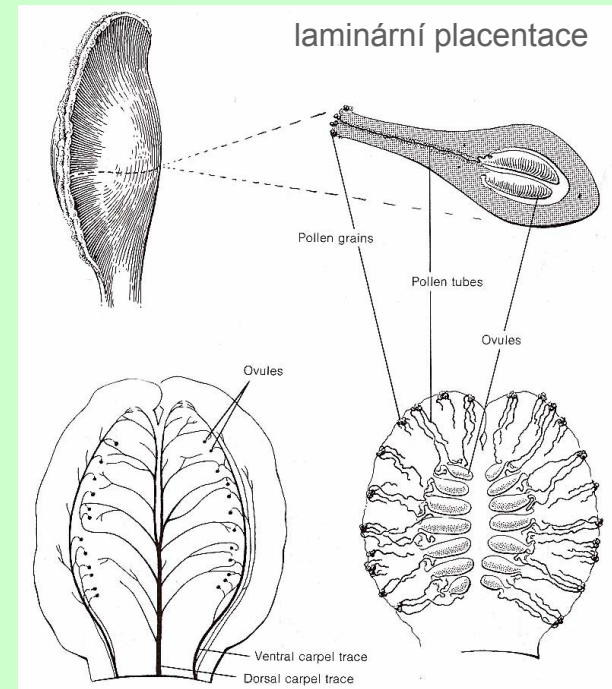 laminární placentace
Pollen grains
Pollen tubes
Ovules
Ovules
Ventral carpel trace
Dorsal carpel trace